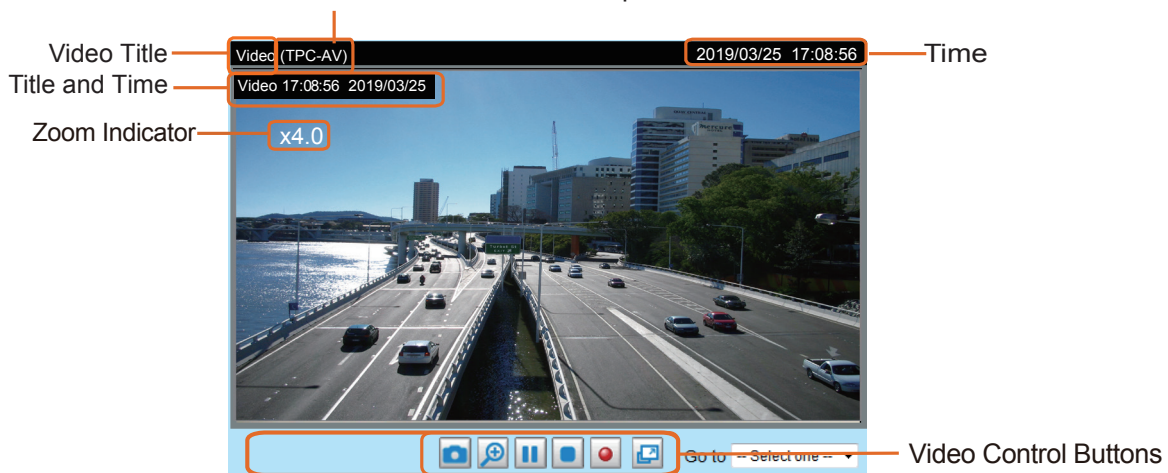 Video Title
Video (TPC-AV)
2019/03/25 17:08:56
Time
Title and Time
Video 17:08:56 2019/03/25
Zoom Indicator
x4.0
mercure
Go to
-- Select one --
Video Control Buttons